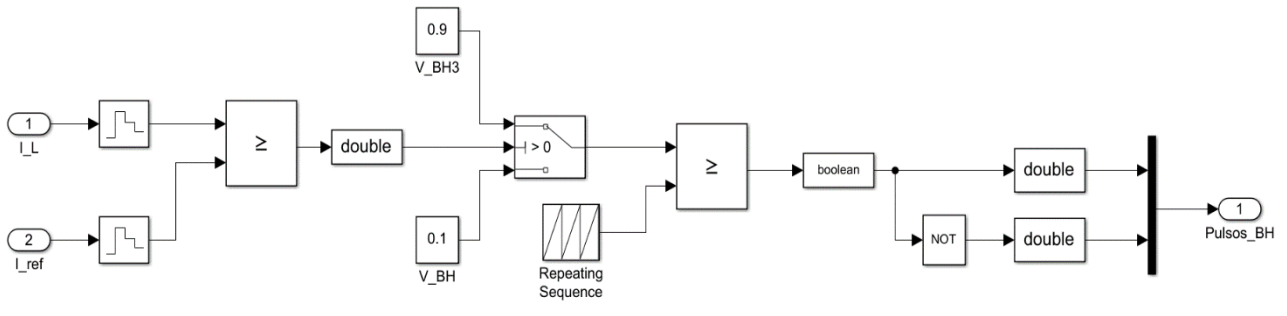 0.9
V_BH3
1
I_L
≥
double
> 0
≥
boolean
double
2
I_ref
0.1
V_BH
Repeating
Sequence
NOT
double
1
Pulsos_BH